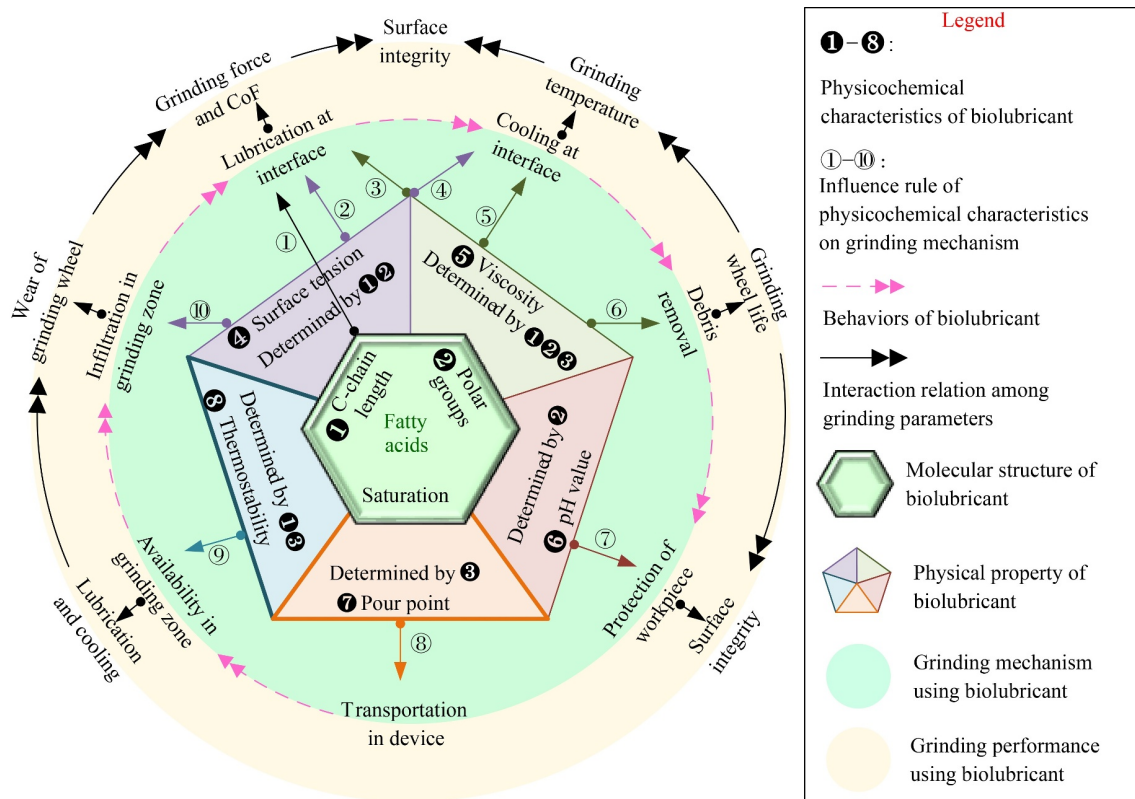 Surface
integrity
Grinding force
and CoF
Grinding
temperature
Lubrication at
interface
Cooling at
interface
③
④
②
⑤
①
Wear of
grinding wheel
Infiltration in
grinding zone
⑩
❹ Surface tension
Determined by ❶❷
❺ Viscosity
Determined by ❶❷❸
⑥
Debris
removal
Grinding
wheel life
❶ C-chain
length
❷ Polar
groups
Fatty
acids
Saturation
Determined by ❶❸
❽ Thermostability
Determined by ❷
❻ pH value
Determined by ❸
❼ Pour point
⑨
⑦
⑧
Availability in
grinding zone
Lubrication
and cooling
Protection of
workpiece
Surface
integrity
Transportation
in device
Legend
❶–❽:
Physicochemical
characteristics of biolubricant
①–⑩:
Influence rule of
physicochemical characteristics
on grinding mechanism
Behaviors of biolubricant
Interaction relation among
grinding parameters
Molecular structure of
biolubricant
Physical property of
biolubricant
Grinding mechanism
using biolubricant
Grinding performance
using biolubricant